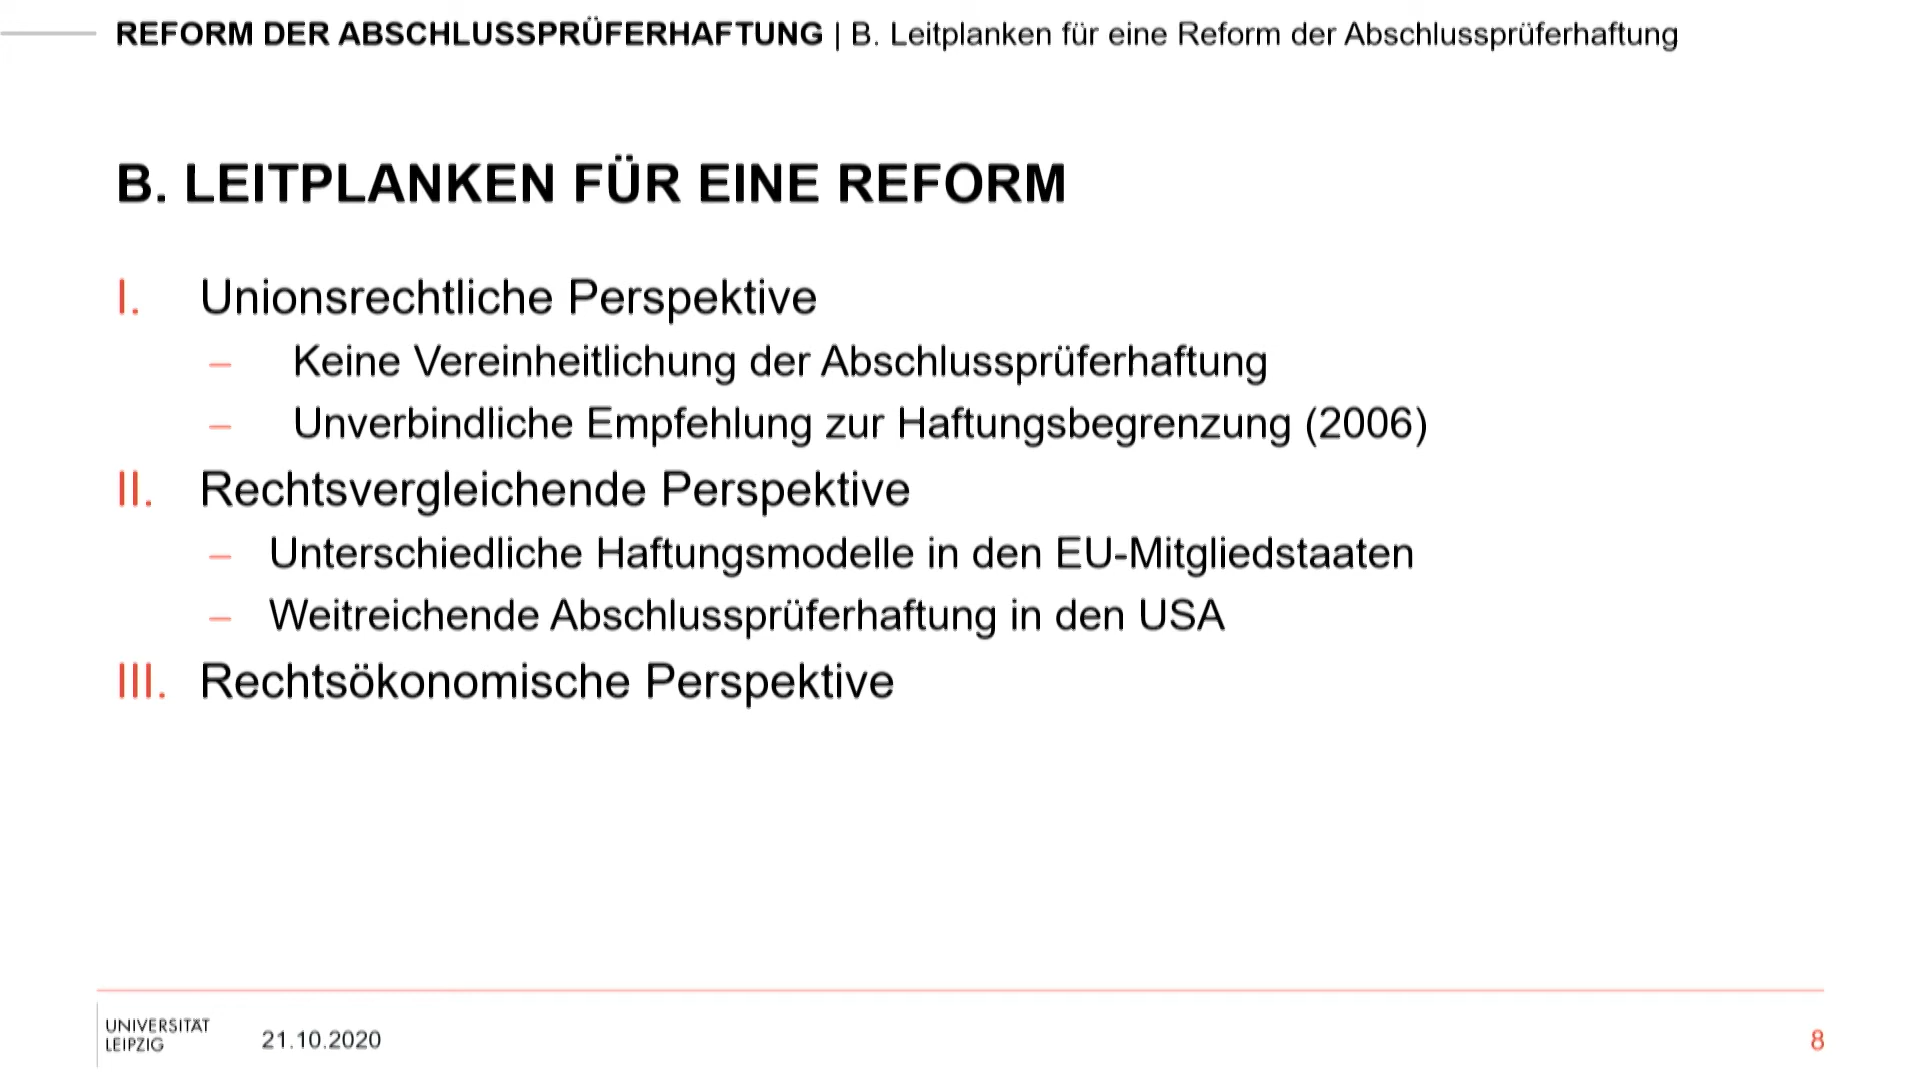 REFORM DER ABSCHLUSSPRÜFERHAFTUNG | B. Leitplanken für eine Reform der Abschlussprüferhaftung
B. LEITPLANKEN FÜR EINE REFORM
I. Unionsrechtliche Perspektive
– Keine Vereinheitlichung der Abschlussprüferhaftung
– Unverbindliche Empfehlung zur Haftungsbegrenzung (2006)
II. Rechtsvergleichende Perspektive
– Unterschiedliche Haftungsmodelle in den EU-Mitgliedstaaten
– Weitreichende Abschlussprüferhaftung in den USA
III. Rechtsökonomische Perspektive
UNIVERSITÄT
LEIPZIG
21.10.2020
8